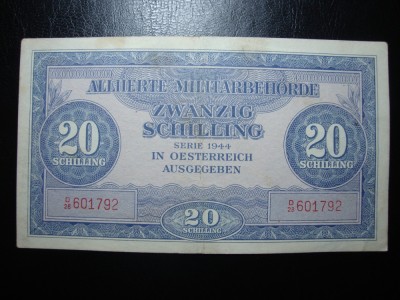 ALLIIERTE MILITÄRBEHÖRDE
ZWANZIG
SCHILLING
20
SCHILLING
20
SCHILLING
SERIE 1944
IN OESTERREICH
AUSGEGEBEN
601792
601792
20
SCHILLING